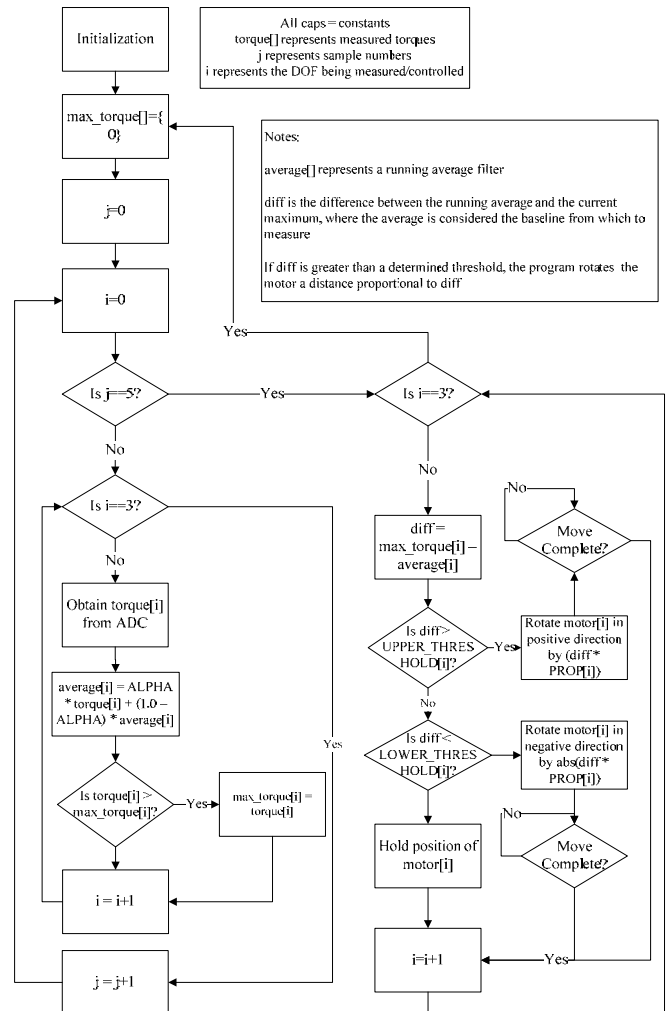 Initialization
All caps = constants
torque[] represents measured torques
j represents sample numbers
i represents the DOF being measured/controlled
max_torque[]={
0}
Notes:
average[] represents a running average filter
diff is the difference between the running average and the current
maximum, where the average is considered the baseline from which to
measure
If diff is greater than a determined threshold, the program rotates the
motor a distance proportional to diff
j=0
i=0
Yes
Is j==5?
Yes
Is i==3?
No
No
Is i==3?
No
diff =
max_torque[i] –
average[i]
No
Move
Complete?
Obtain torque[i]
from ADC
Is diff >
UPPER_THRES
HOLD[i]?
Yes
Rotate motor[i] in
positive direction
by (diff *
PROP[i])
average[i] = ALPHA
* torque[i] + (1.0 –
ALPHA) * average[i]
No
Yes
Is diff <
LOWER_THRES
HOLD[i]?
Rotate motor[i] in
negative direction
by abs(diff *
PROP[i])
Is torque[i] >
max_torque[i]?
Yes
max_torque[i] =
torque[i]
No
Hold position of
motor[i]
Move
Complete?
i = i+1
i=i+1
Yes
j = j+1